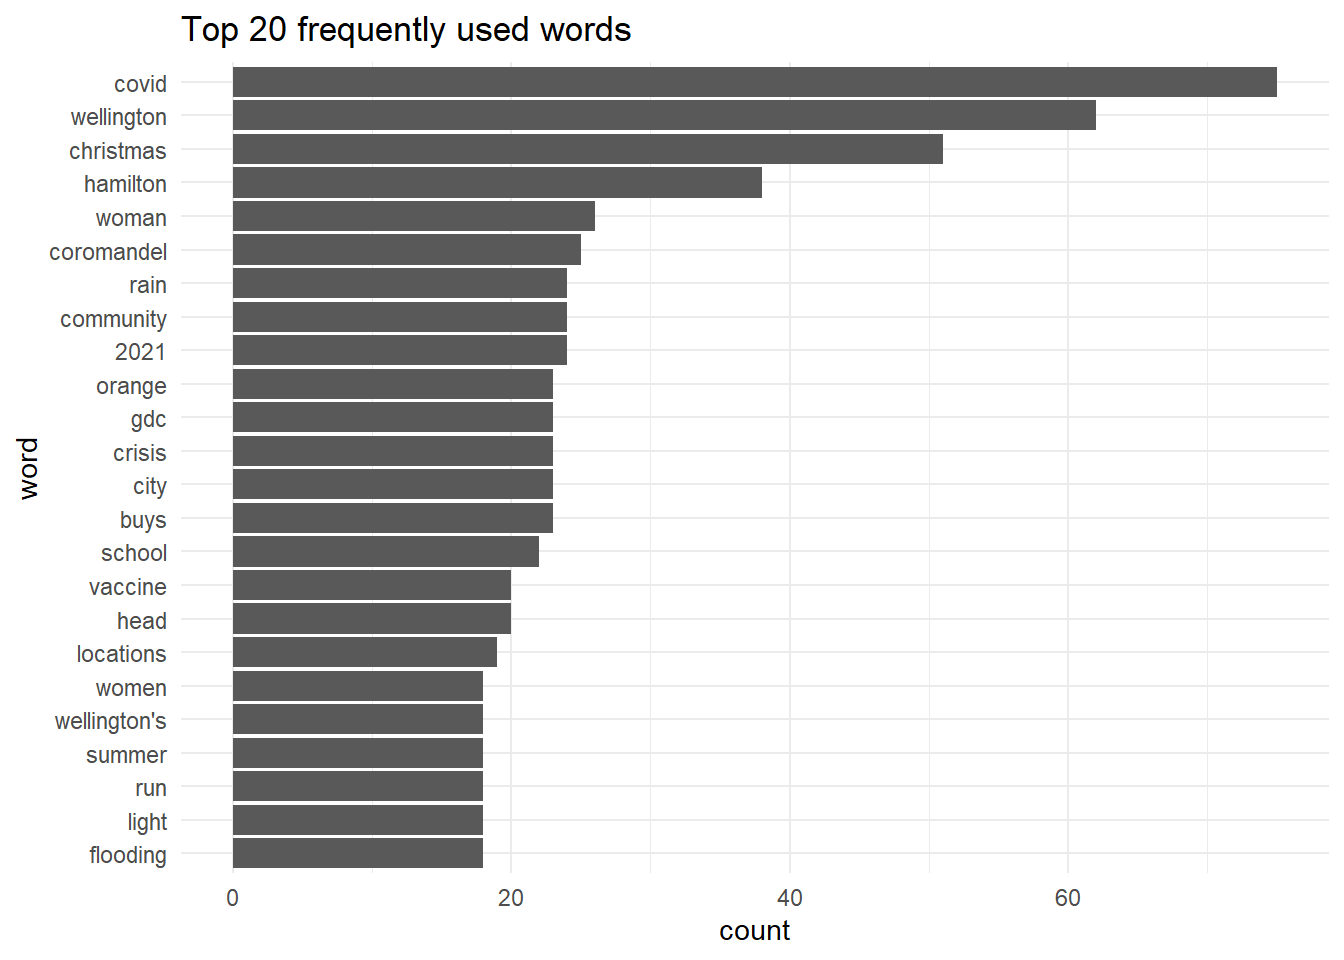 Top 20 frequently used words
word
covid
wellington
christmas
hamilton
woman
coromandel
rain
community
2021
orange
gdc
crisis
city
buys
school
vaccine
head
locations
women
wellington's
summer
run
light
flooding
0 20 40 60
count